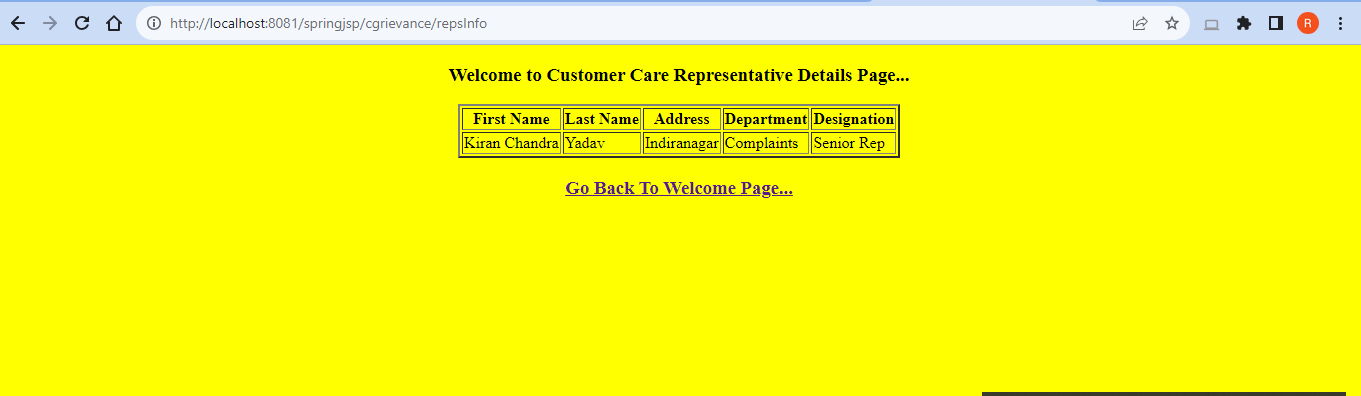 http://localhost:8081/springjsp/cgrievance/repsInfo
R
Welcome to Customer Care Representative Details Page...
First Name Last Name Address Department Designation
Kiran Chandra Yadav Indiranagar Complaints Senior Rep
Go Back To Welcome Page...